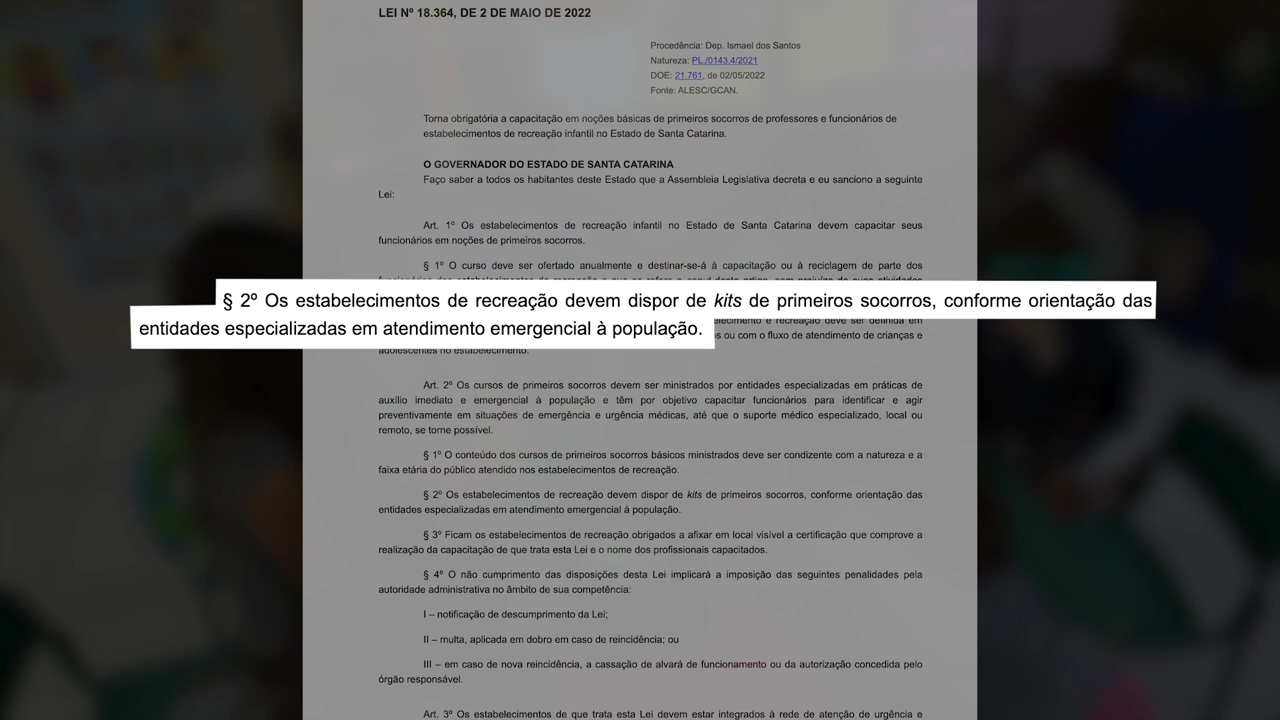 LEI Nº 18.364, DE 2 DE MAIO DE 2022
Procedência: Dep. Ismael dos Santos
Natureza: PL./0143.4/2021
DOE: 21.761, de 02/05/2022
Fonte: ALESC/GCAN.
Torna obrigatória a capacitação em noções básicas de primeiros socorros de professores e funcionários de
estabelecimentos de recreação infantil no Estado de Santa Catarina.
O GOVERNADOR DO ESTADO DE SANTA CATARINA
Faço saber a todos os habitantes deste Estado que a Assembleia Legislativa decreta e eu sanciono a seguinte
Lei:
Art. 1º Os estabelecimentos de recreação infantil no Estado de Santa Catarina devem capacitar seus
funcionários em noções de primeiros socorros.
§ 1º O curso deve ser ofertado anualmente e destinar-se-á à capacitação ou à reciclagem de parte dos
§ 2º Os estabelecimentos de recreação devem dispor de kits de primeiros socorros, conforme orientação das
entidades especializadas em atendimento emergencial à população.
e recreação deve ser definida em
ou com o fluxo de atendimento de crianças e
adolescentes no estabelecimento.
Art. 2º Os cursos de primeiros socorros devem ser ministrados por entidades especializadas em práticas de
auxílio imediato e emergencial à população e têm por objetivo capacitar funcionários para identificar e agir
preventivamente em situações de emergência e urgência médicas, até que o suporte médico especializado, local ou
remoto, se torne possível.
§ 1º O conteúdo dos cursos de primeiros socorros básicos ministrados deve ser condizente com a natureza e a
faixa etária do público atendido nos estabelecimentos de recreação.
§ 2º Os estabelecimentos de recreação devem dispor de kits de primeiros socorros, conforme orientação das
entidades especializadas em atendimento emergencial à população.
§ 3º Ficam os estabelecimentos de recreação obrigados a afixar em local visível a certificação que comprove a
realização da capacitação de que trata esta Lei e o nome dos profissionais capacitados.
§ 4º O não cumprimento das disposições desta Lei implicará a imposição das seguintes penalidades pela
autoridade administrativa no âmbito de sua competência:
I – notificação de descumprimento da Lei;
II – multa, aplicada em dobro em caso de reincidência; ou
III – em caso de nova reincidência, a cassação de alvará de funcionamento ou da autorização concedida pelo
órgão responsável.
Art. 3º Os estabelecimentos de que trata esta Lei devem estar integrados à rede de atenção de urgência e